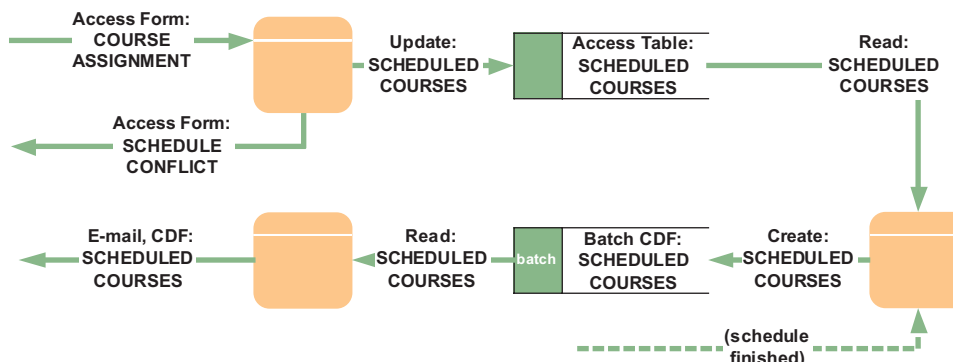 Access Form:
COURSE
ASSIGNMENT
Update:
SCHEDULED
COURSES
Access Table:
SCHEDULED
COURSES
Read:
SCHEDULED
COURSES
Access Form:
SCHEDULE
CONFLICT
E-mail, CDF:
SCHEDULED
COURSES
Read:
SCHEDULED
COURSES
batch
Batch CDF:
SCHEDULED
COURSES
Create:
SCHEDULED
COURSES
(schedule
finished)